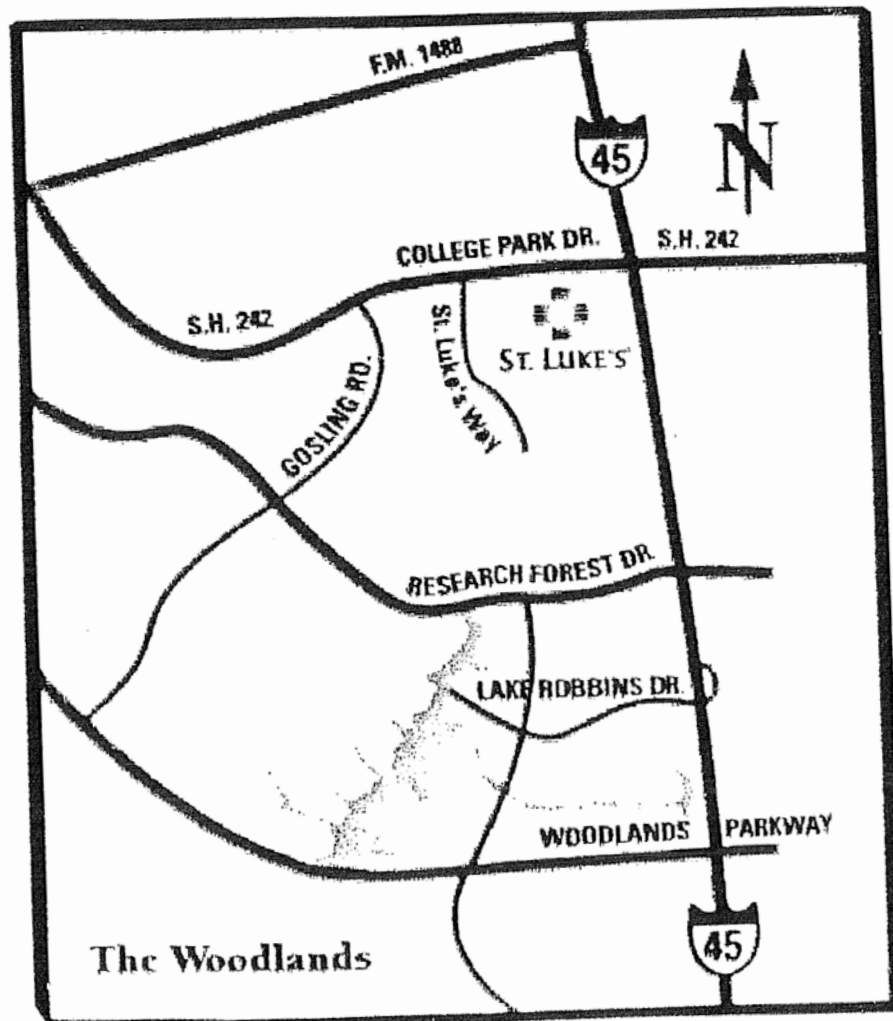 F.M. 1488
45
N
COLLEGE PARK DR.
S.H. 242
S.H. 242
St. Luke's Way
ST. LUKE'S
GOSLING RD.
RESEARCH FOREST DR.
LAKE ROBBINS DR.
WOODLANDS PARKWAY
The Woodlands
45